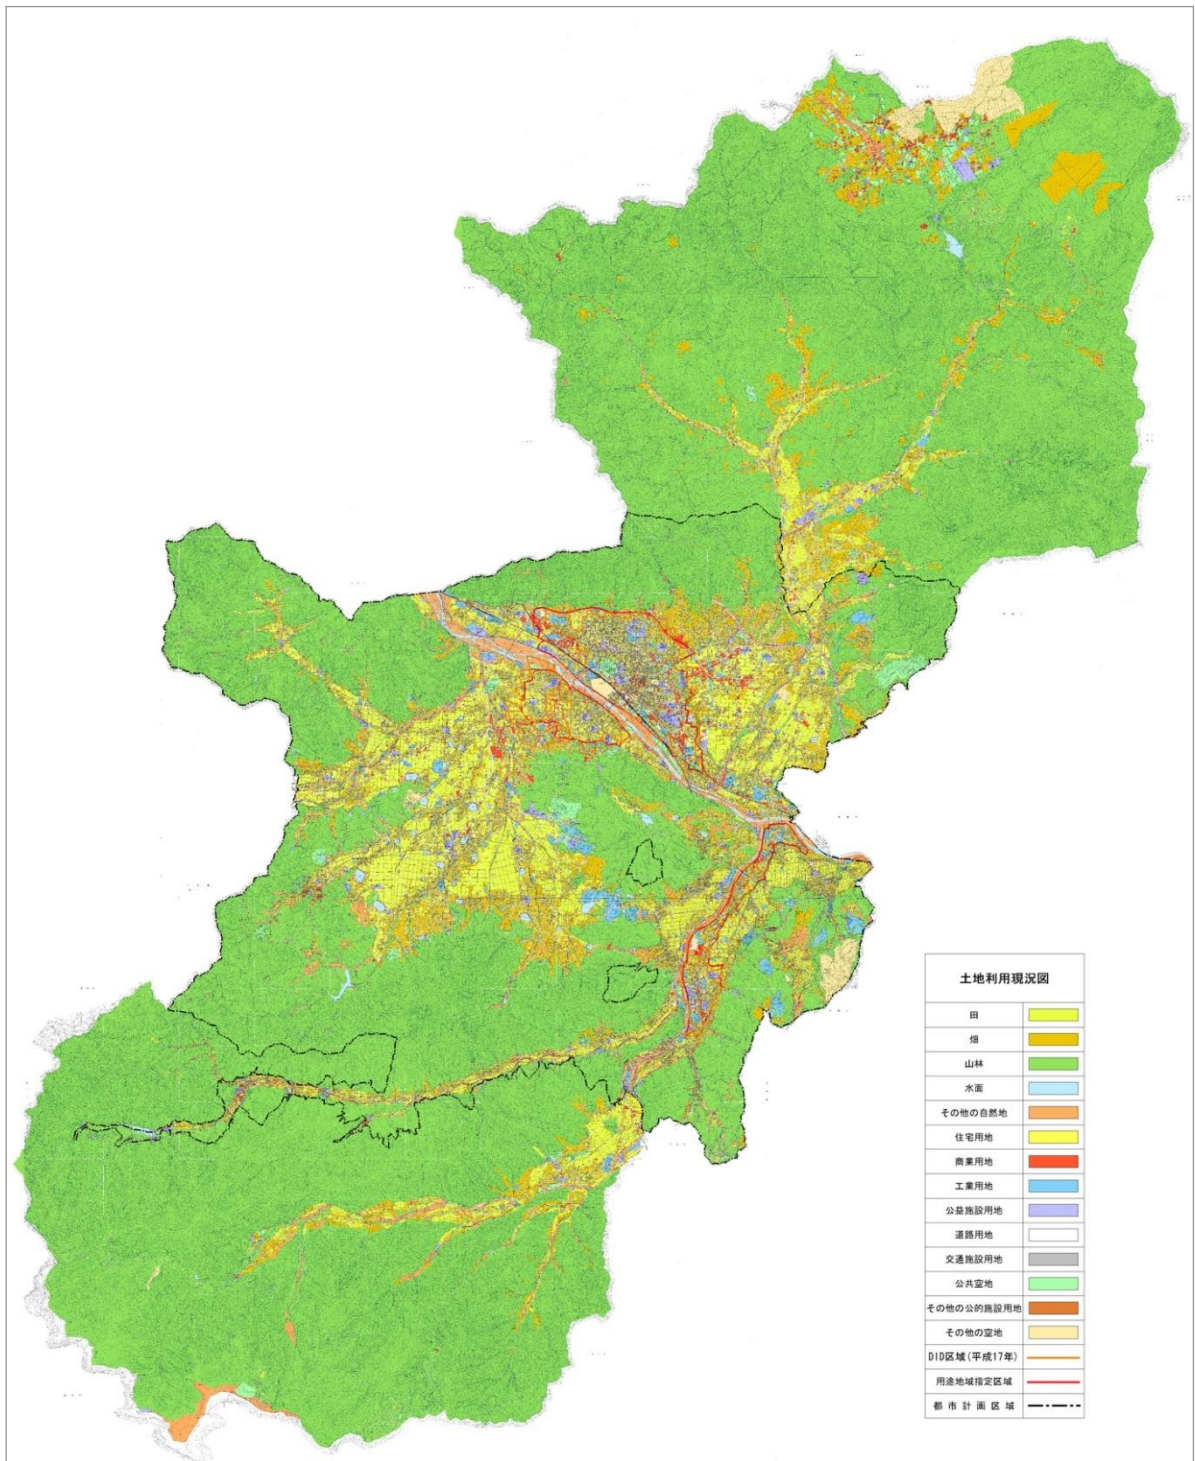 土地利用現況図
田
畑
山林
水面
その他の自然地
住宅用地
商業用地
工業用地
公益施設用地
道路用地
交通施設用地
公共空地
その他の公的施設用地
その他の空地
DID区域(平成17年)
用途地域指定区域
都市計画区域